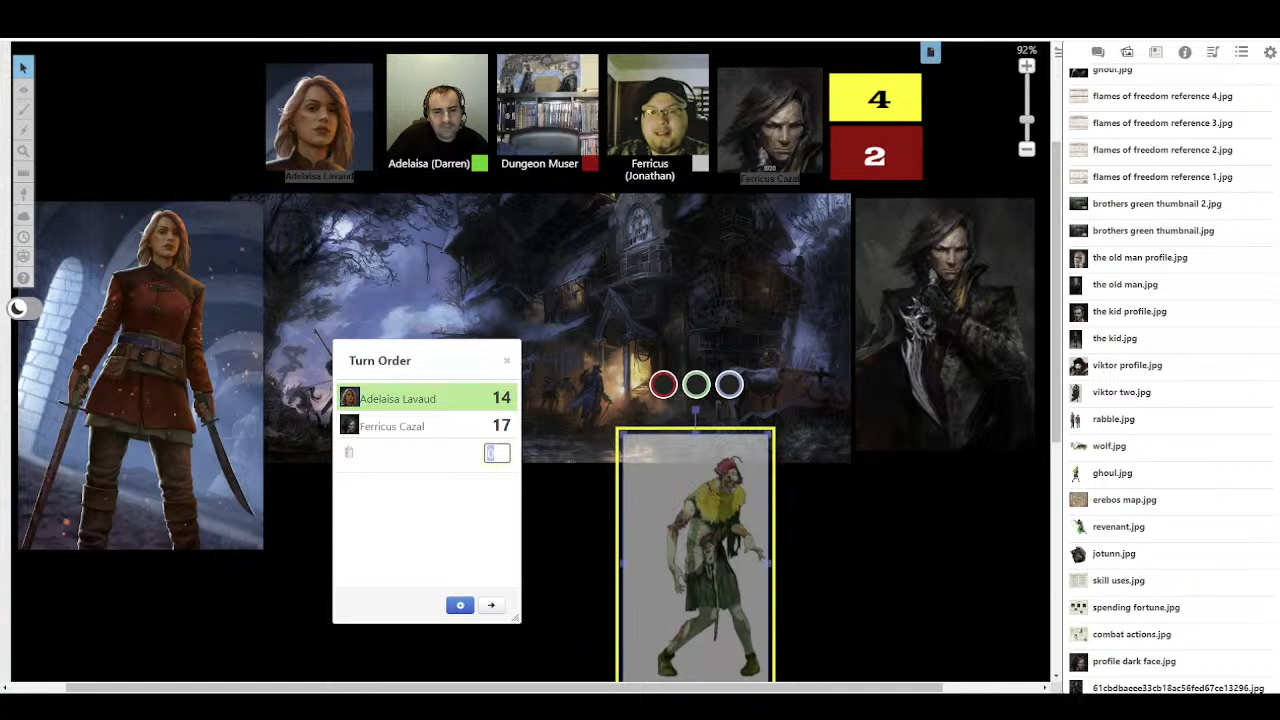 92%
4
2
Adelaisa (Darren)
Dungeon Muser
Ferricus
(Jonathan)
Adelaisa Lavaud
Ferricus Cazal
Turn Order
Adelaisa Lavaud 14
Ferricus Cazal 17
ghoul.jpg
flames of freedom reference 4.jpg
flames of freedom reference 3.jpg
flames of freedom reference 2.jpg
flames of freedom reference 1.jpg
brothers green thumbnail 2.jpg
brothers green thumbnail.jpg
the old man profile.jpg
the old man.jpg
the kid profile.jpg
the kid.jpg
viktor profile.jpg
viktor two.jpg
rabble.jpg
wolf.jpg
ghoul.jpg
erebos map.jpg
revenant.jpg
jotunn.jpg
skill uses.jpg
spending fortune.jpg
combat actions.jpg
profile dark face.jpg
61cbdbaeee33cb18ac56fed67ce13296.jpg